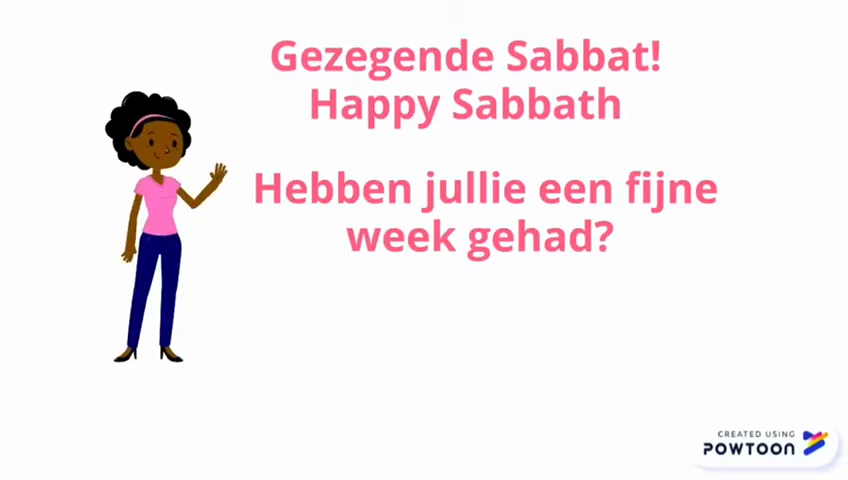 Gezegende Sabbat!
Happy Sabbath
Hebben jullie een fijne
week gehad?
CREATED USING
POWTOON